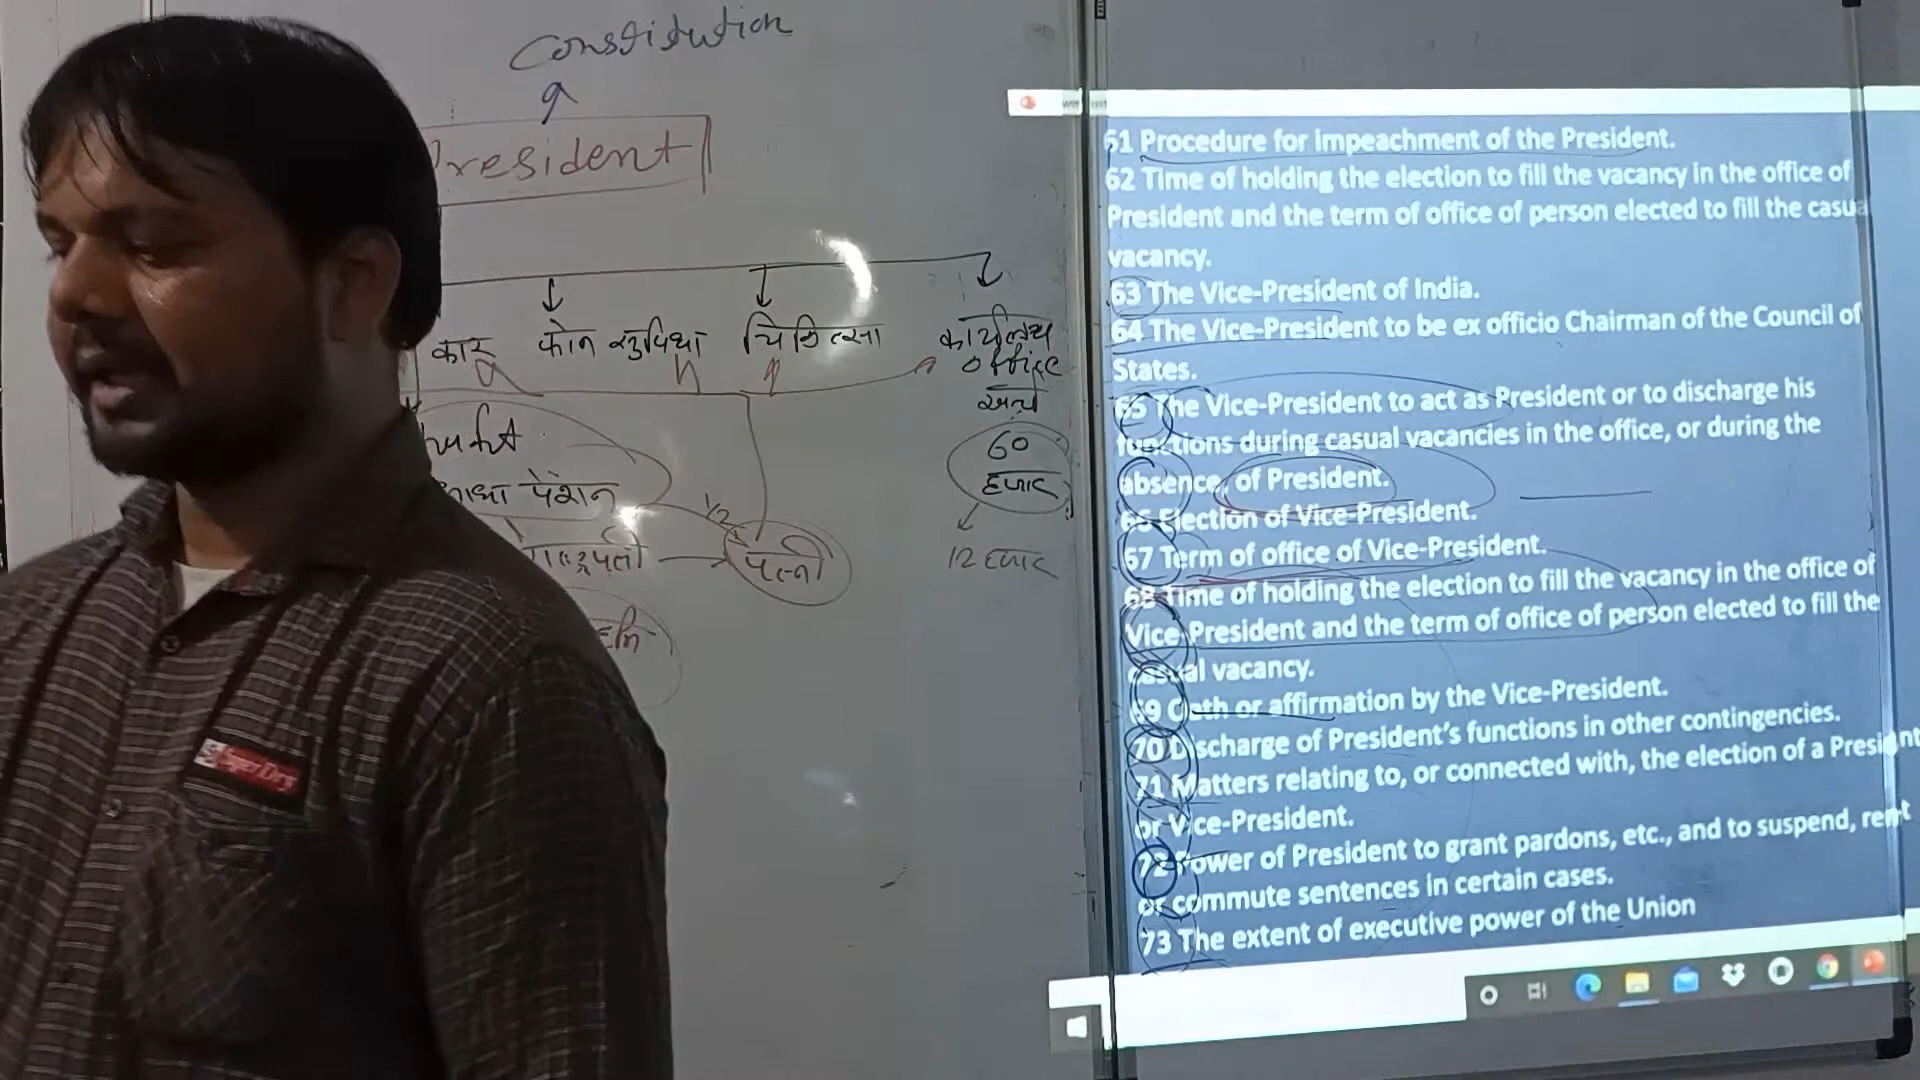 Constitution
President
कार
फोन सुविधा
चिकित्सा
कार्यालय
office
अन्य
60
हजार
12 हजार
पेंशन
1/2
पत्नी
61 Procedure for Impeachment of the President.
62 Time of holding the election to fill the vacancy in the office of
President and the term of office of person elected to fill the casua
vacancy.
63 The Vice-President of India.
64 The Vice-President to be ex officio Chairman of the Council of
States.
65 The Vice-President to act as President or to discharge his
functions during casual vacancies in the office, or during the
absence, of President.
66 Election of Vice-President.
67 Term of office of Vice-President.
68 Time of holding the election to fill the vacancy in the office of
Vice-President and the term of office of person elected to fill the
casual vacancy.
69 Oath or affirmation by the Vice-President.
70 Discharge of President's functions in other contingencies.
71 Matters relating to, or connected with, the election of a President
or Vice-President.
72 Power of President to grant pardons, etc., and to suspend, remit
or commute sentences in certain cases.
73 The extent of executive power of the Union
SuperDry